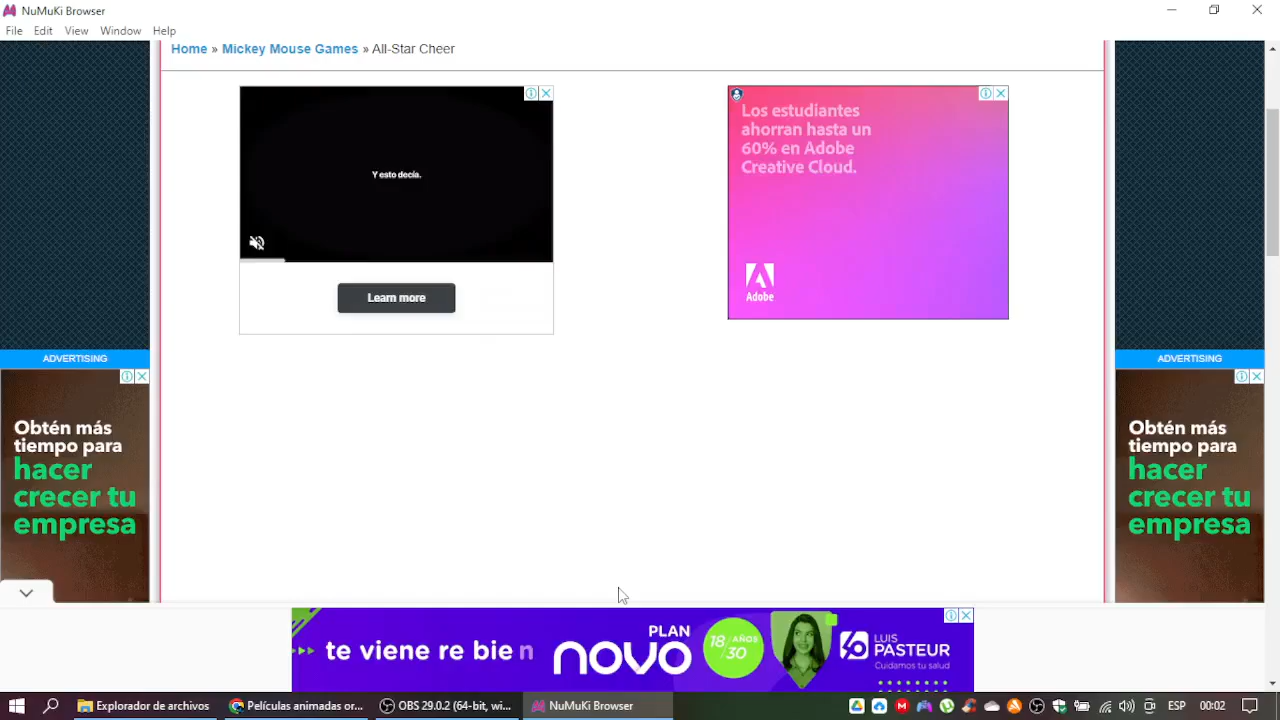 NuMuKi Browser
File Edit View Window Help
Home » Mickey Mouse Games » All-Star Cheer
Y esto decía.
Learn more
Los estudiantes
ahorran hasta un
60% en Adobe
Creative Cloud.
Adobe
ADVERTISING
Obtén más
tiempo para
hacer
crecer tu
empresa
ADVERTISING
Obtén más
tiempo para
hacer
crecer tu
empresa
te viene re bien
PLAN
novo
18/AÑOS
30
LUIS
PASTEUR
Cuidamos tu salud
Explorador de archivos
Películas animadas or...
OBS 29.0.2 (64-bit, wi...
NuMuKi Browser
ESP
00:02